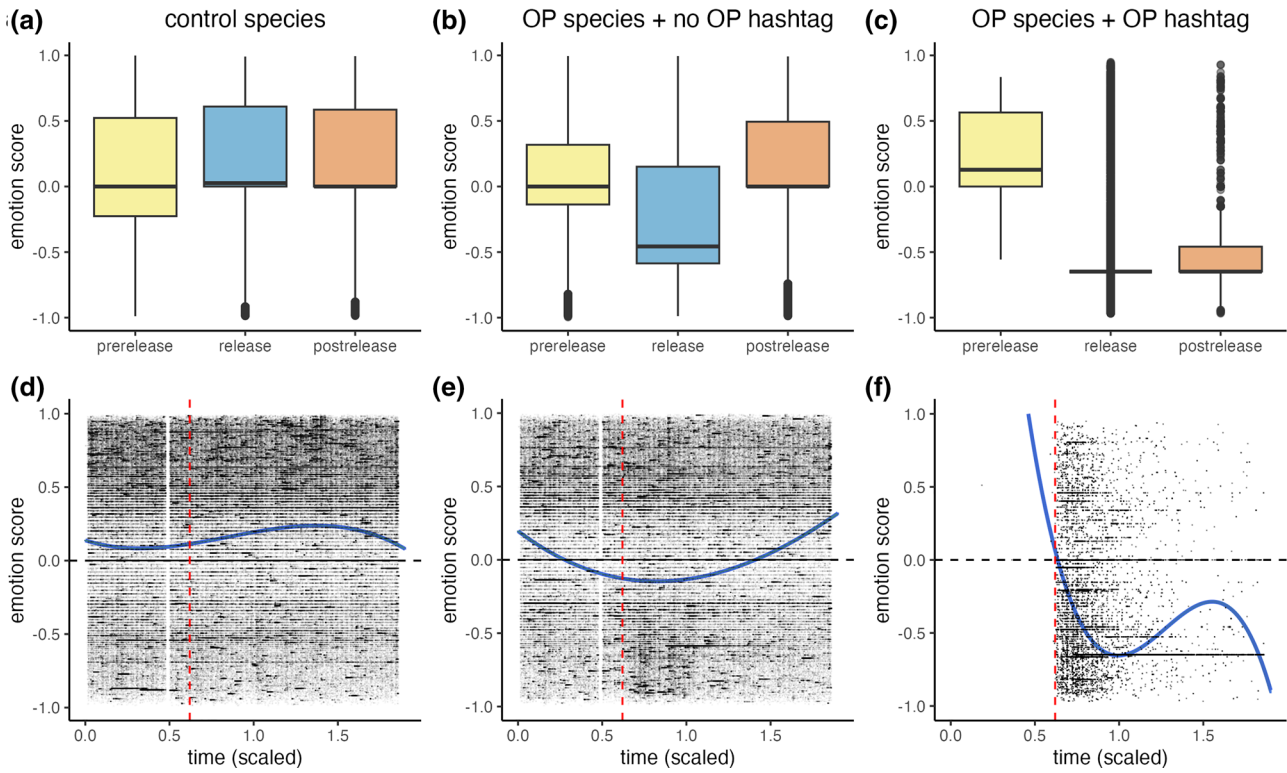 (a) control species
(b) OP species + no OP hashtag
(c) OP species + OP hashtag
emotion score
1.0
0.5
0.0
-0.5
-1.0
prerelease release postrelease
emotion score
1.0
0.5
0.0
-0.5
-1.0
prerelease release postrelease
emotion score
1.0
0.5
0.0
-0.5
-1.0
prerelease release postrelease
(d)
emotion score
1.0
0.5
0.0
-0.5
-1.0
0.0 0.5 1.0 1.5
time (scaled)
(e)
emotion score
1.0
0.5
0.0
-0.5
-1.0
0.0 0.5 1.0 1.5
time (scaled)
(f)
emotion score
1.0
0.5
0.0
-0.5
-1.0
0.0 0.5 1.0 1.5
time (scaled)